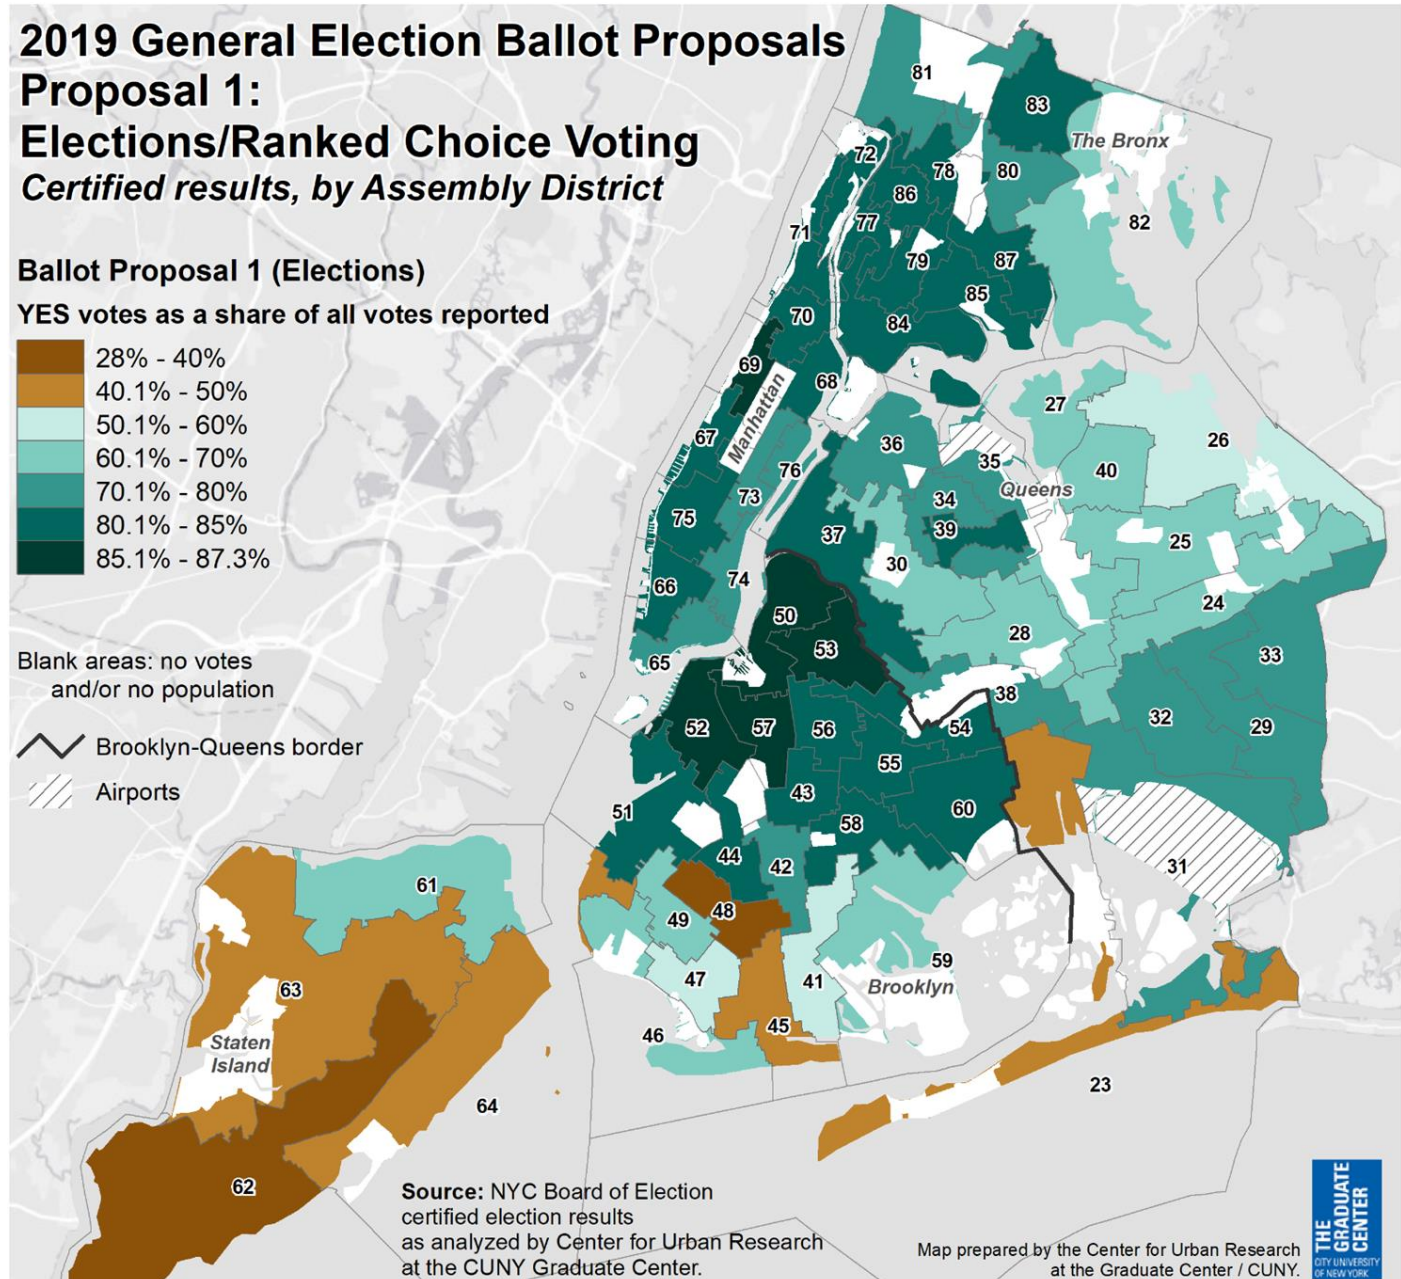 2019 General Election Ballot Proposals
Proposal 1:
Elections/Ranked Choice Voting
Certified results, by Assembly District
Ballot Proposal 1 (Elections)
YES votes as a share of all votes reported
28% - 40%
40.1% - 50%
50.1% - 60%
60.1% - 70%
70.1% - 80%
80.1% - 85%
85.1% - 87.3%
Blank areas: no votes
and/or no population
Brooklyn-Queens border
Airports
81
83
The Bronx
72
78
80
86
82
71
77
79
87
85
70
84
69
68
Manhattan
27
67
36
26
76
35
40
Queens
73
34
75
37
39
25
30
66
74
24
50
28
53
33
65
38
52
57
56
54
32
29
55
43
51
58
60
44
42
31
61
48
49
59
47
41
Brooklyn
63
45
46
Staten
Island
23
64
62
Source: NYC Board of Election
certified election results
as analyzed by Center for Urban Research
at the CUNY Graduate Center.
Map prepared by the Center for Urban Research
at the Graduate Center / CUNY.
THE
GRADUATE
CENTER
CITY UNIVERSITY
OF NEW YORK